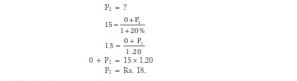 P₁ = ?
15 = 0 + P₁ / 1 + 20%
15 = 0 + P₁ / 1.20
0 + P₁ = 15 × 1.20
P₁ = Rs. 18.